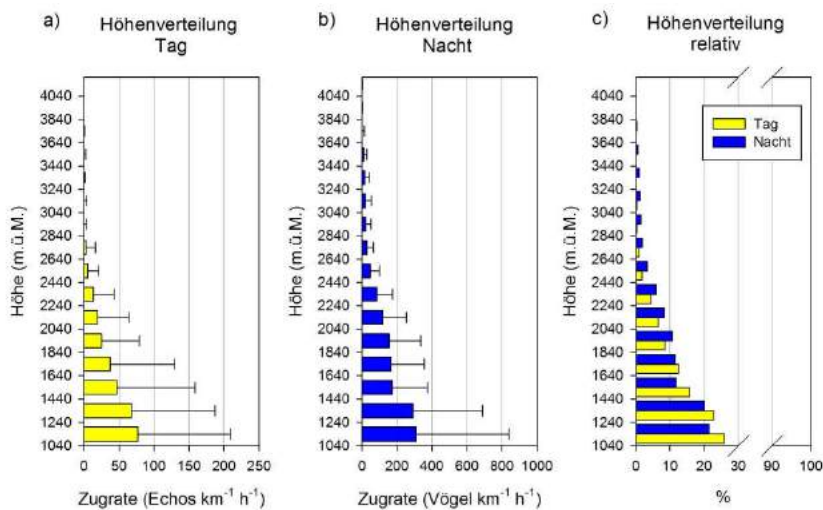 a)
Höhenverteilung
Tag
Höhe (m.ü.M.)
4040
3840
3640
3440
3240
3040
2840
2640
2440
2240
2040
1840
1640
1440
1240
1040
0 50 100 150 200 250
Zugrate (Echos km⁻¹ h⁻¹)
b)
Höhenverteilung
Nacht
Höhe (m.ü.M.)
4040
3840
3640
3440
3240
3040
2840
2640
2440
2240
2040
1840
1640
1440
1240
1040
0 200 400 600 800 1000
Zugrate (Vögel km⁻¹ h⁻¹)
c)
Höhenverteilung
relativ
Höhe (m.ü.M.)
4040
3840
3640
3440
3240
3040
2840
2640
2440
2240
2040
1840
1640
1440
1240
1040
Tag
Nacht
0 10 20 30 90 100
%